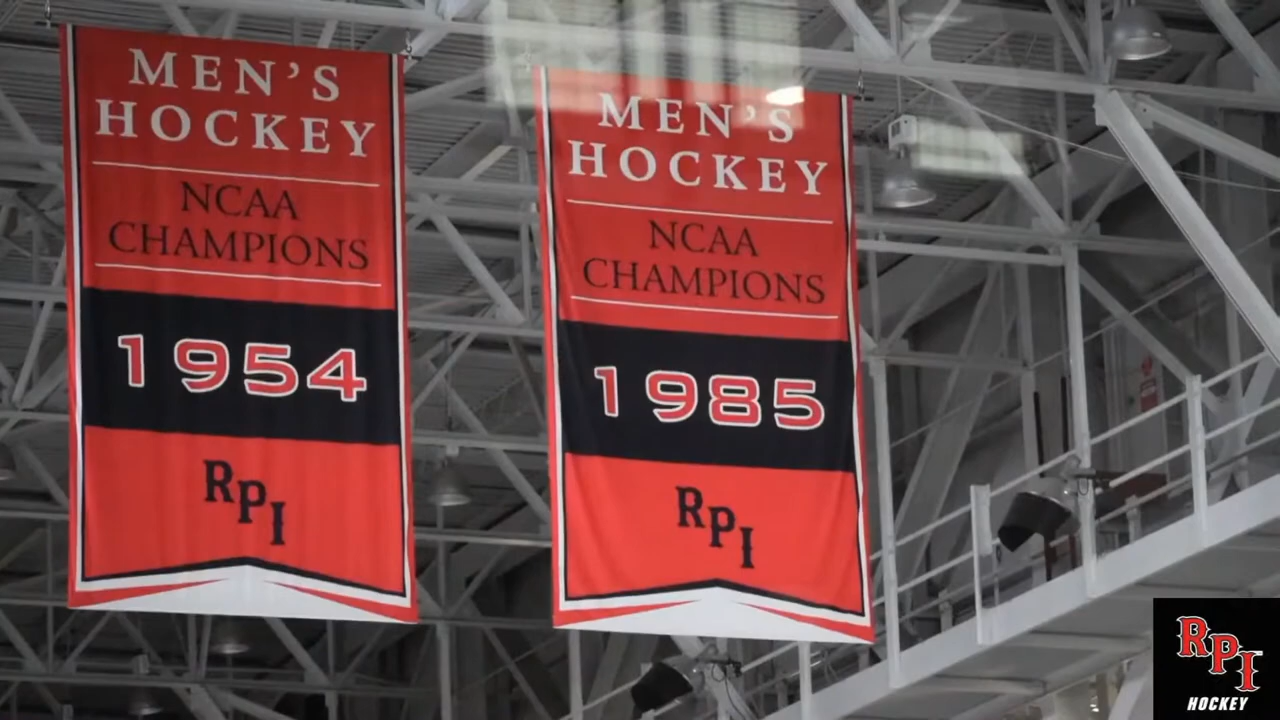 MEN'S
HOCKEY
NCAA
CHAMPIONS
1954
RPI
MEN'S
HOCKEY
NCAA
CHAMPIONS
1985
RPI
RPI
HOCKEY